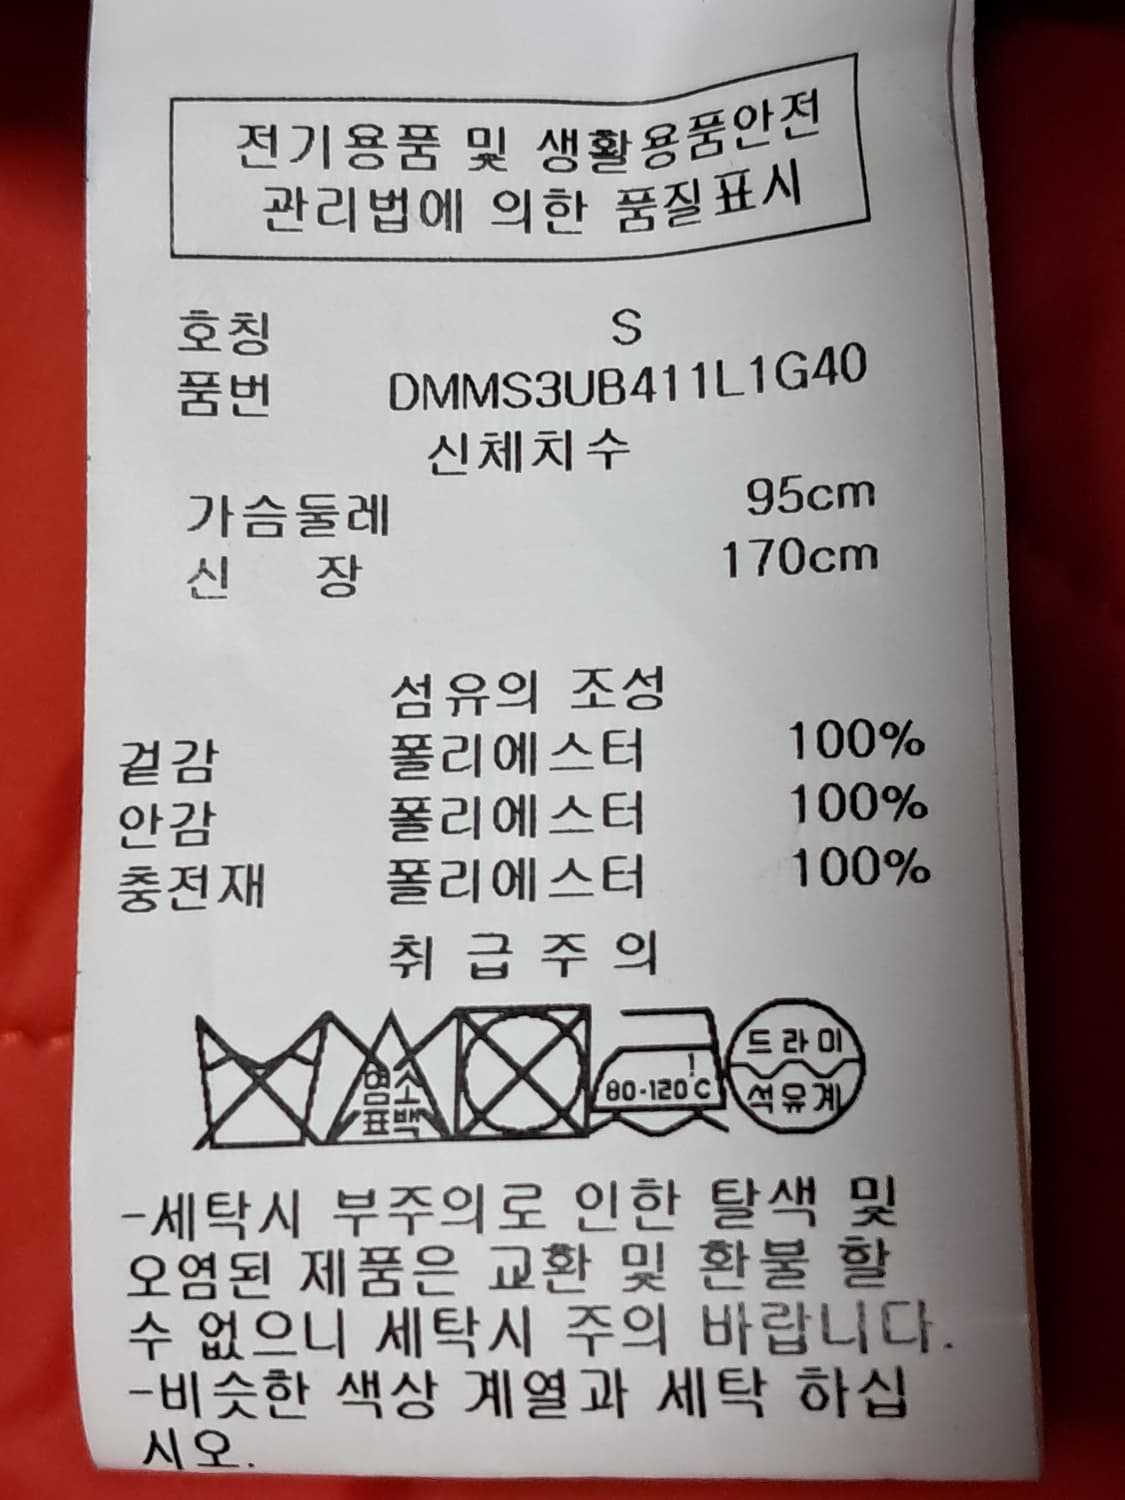 전기용품 및 생활용품안전
관리법에 의한 품질표시
호칭 S
품번 DMMS3UB411L1G40
신체치수
가슴둘레 95cm
신 장 170cm
섬유의 조성
겉감 폴리에스터 100%
안감 폴리에스터 100%
충전재 폴리에스터 100%
취 급 주 의
염소
표백
80-120℃
드라이
석유계
-세탁시 부주의로 인한 탈색 및
오염된 제품은 교환 및 환불 할
수 없으니 세탁시 주의 바랍니다.
-비슷한 색상 계열과 세탁 하십
시오.